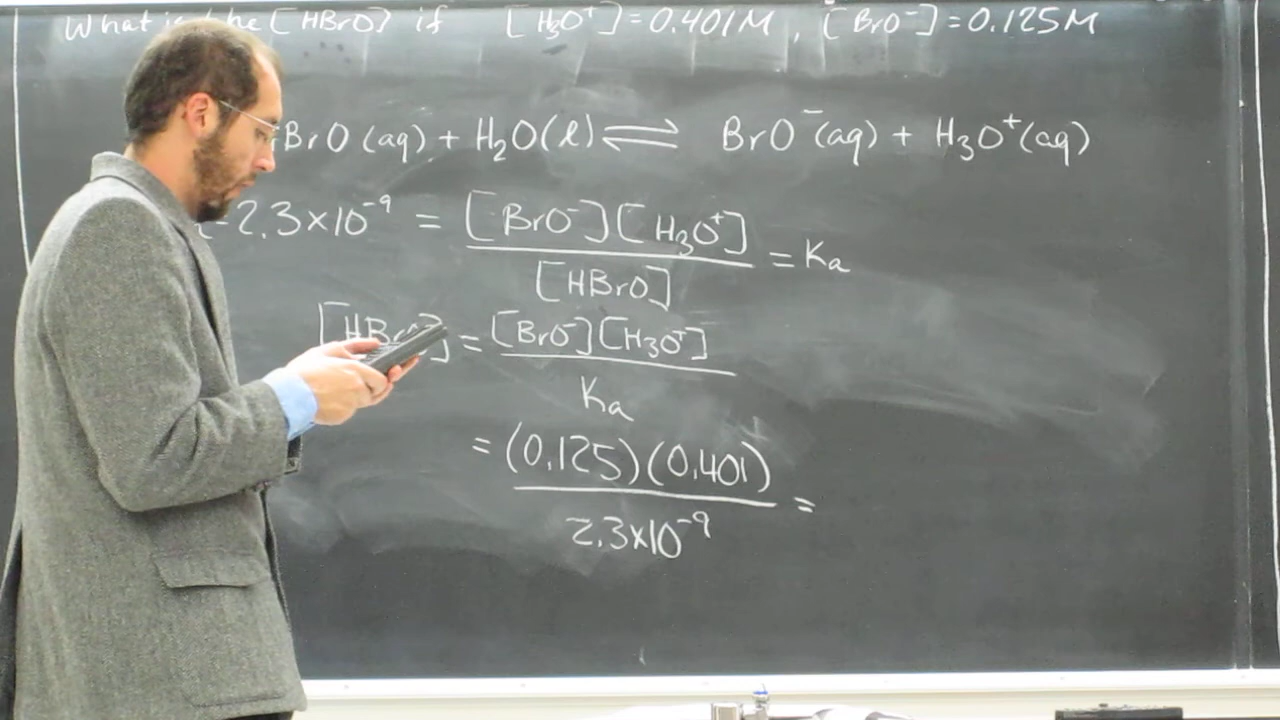 What is the [HBrO] if [H₃O⁺]=0.401M, [BrO⁻]=0.125M
BrO(aq) + H₂O(l) ⇌ BrO⁻(aq) + H₃O⁺(aq)
2.3×10⁻⁹ = [BrO⁻][H₃O⁺] / [HBrO] = Ka
[HBrO] = [BrO⁻][H₃O⁺] / Ka
= (0.125)(0.401) / 2.3×10⁻⁹ =